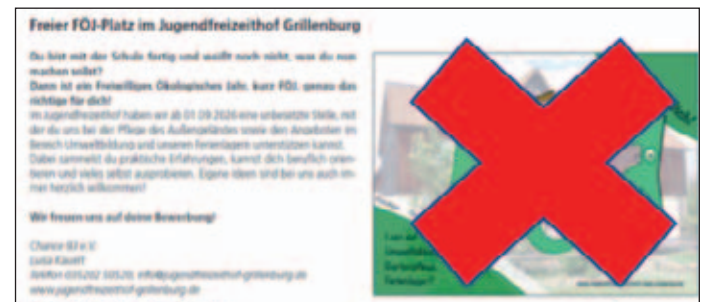 Freier FÖJ-Platz im Jugendfreizeithof Grillenburg
Du bist mit der Schule fertig und weißt noch nicht, was du nun
machen sollst?
Dann ist ein Freiwilliges Ökologisches Jahr, kurz FÖJ, genau das
richtige für dich!
Im Jugendfreizeithof haben wir ab 01.09.2026 eine unbesetzte Stelle, mit
der du uns bei der Pflege des Außengeländes sowie den Angeboten im
Bereich Umweltbildung und unseren Ferienlagern unterstützen kannst.
Dabei sammelst du praktische Erfahrungen, kannst dich beruflich orien-
tieren und vieles selbst ausprobieren. Eigene Ideen sind bei uns auch im-
mer herzlich willkommen!
Wir freuen uns auf deine Bewerbung!
Chance 83 e.V.
Luisa
Telefon 035202 50520, info@jugendfreizeithof-grillenburg.de
www.jugendfreizeithof-grillenburg.de
Umweltbildung
Gartenpflege
Ferienlager?